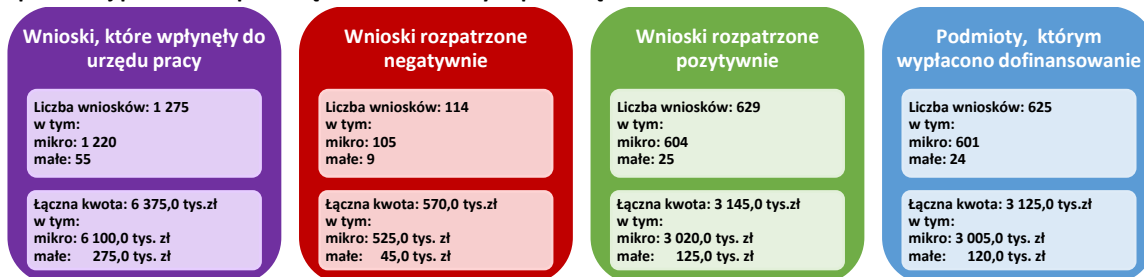 Wnioski, które wpłynęły do
urzędu pracy
Liczba wniosków: 1 275
w tym:
mikro: 1 220
małe: 55
Łączna kwota: 6 375,0 tys.zł
w tym:
mikro: 6 100,0 tys. zł
małe: 275,0 tys. zł
Wnioski rozpatrzone
negatywnie
Liczba wniosków: 114
w tym:
mikro: 105
małe: 9
Łączna kwota: 570,0 tys.zł
w tym:
mikro: 525,0 tys. zł
małe: 45,0 tys. zł
Wnioski rozpatrzone
pozytywnie
Liczba wniosków: 629
w tym:
mikro: 604
małe: 25
Łączna kwota: 3 145,0 tys.zł
w tym:
mikro: 3 020,0 tys. zł
małe: 125,0 tys. zł
Podmioty, którym
wypłacono dofinansowanie
Liczba wniosków: 625
w tym:
mikro: 601
małe: 24
Łączna kwota: 3 125,0 tys.zł
w tym:
mikro: 3 005,0 tys. zł
małe: 120,0 tys. zł